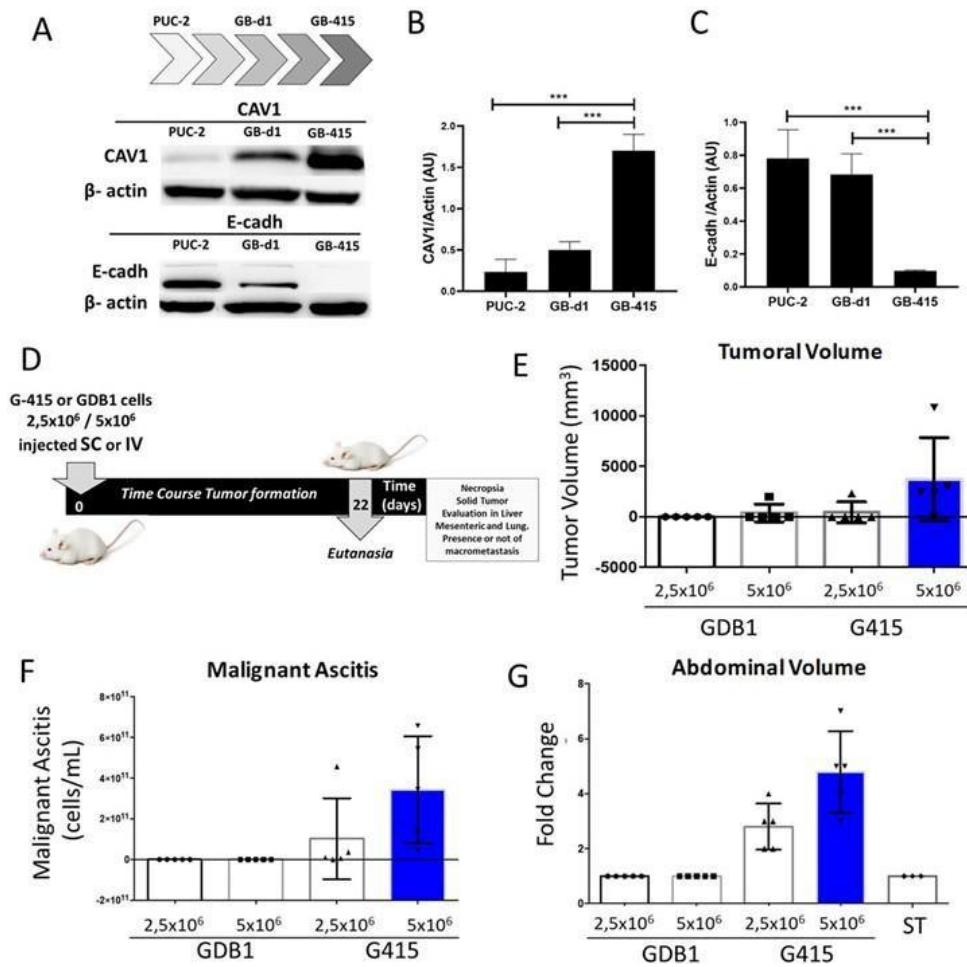 A
PUC-2 GB-d1 GB-415
CAV1
PUC-2 GB-d1 GB-415
CAV1
β- actin
E-cadh
PUC-2 GB-d1 GB-415
E-cadh
β- actin
B
*** 
***
CAV1/Actin (AU)
2.0
1.5
1.0
0.5
0.0
PUC-2 GB-d1 GB-415
C
***
***
E-cadh /Actin (AU)
1.0
0.8
0.6
0.4
0.2
0.0
PUC-2 GB-d1 GB-415
D
G-415 or GDB1 cells
2,5x10⁶ / 5x10⁶
injected SC or IV
0
Time Course Tumor formation
22
Time
(days)
Eutanasia
Necropsia
Solid Tumor
Evaluation in Liver
Mesenteric and Lung.
Presence or not of
macrometastasis
E
Tumoral Volume
Tumor Volume (mm³)
15000
10000
5000
0
-5000
2,5x10⁶ 5x10⁶ 2,5x10⁶ 5x10⁶
GDB1 G415
F
Malignant Ascitis
Malignant Ascitis
(cells/mL)
8×10¹¹
6×10¹¹
4×10¹¹
2×10¹¹
0
-2×10¹¹
2,5x10⁶ 5x10⁶ 2,5x10⁶ 5x10⁶
GDB1 G415
G
Abdominal Volume
Fold Change
8
6
4
2
0
2,5x10⁶ 5x10⁶ 2,5x10⁶ 5x10⁶ ST
GDB1 G415